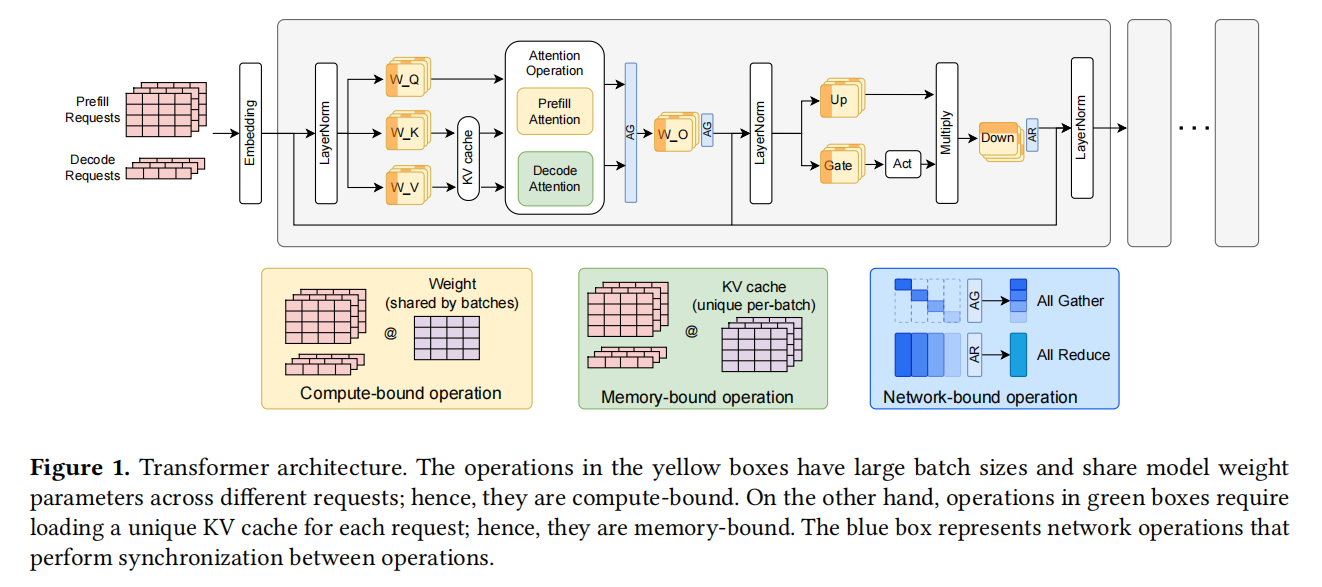 Prefill
Requests
Decode
Requests
Embedding
LayerNorm
W_Q
W_K
W_V
KV cache
Attention
Operation
Prefill
Attention
Decode
Attention
AG
W_O
AG
LayerNorm
Up
Gate
Act
Multiply
Down
AR
LayerNorm
...
Weight
(shared by batches)
@
Compute-bound operation
KV cache
(unique per-batch)
@
Memory-bound operation
AG
All Gather
AR
All Reduce
Network-bound operation
Figure 1. Transformer architecture. The operations in the yellow boxes have large batch sizes and share model weight
parameters across different requests; hence, they are compute-bound. On the other hand, operations in green boxes require
loading a unique KV cache for each request; hence, they are memory-bound. The blue box represents network operations that
perform synchronization between operations.